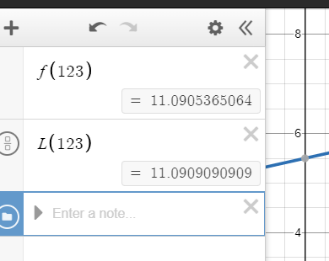 f(123)
= 11.0905365064
L(123)
= 11.0909090909
Enter a note...
8
6
4